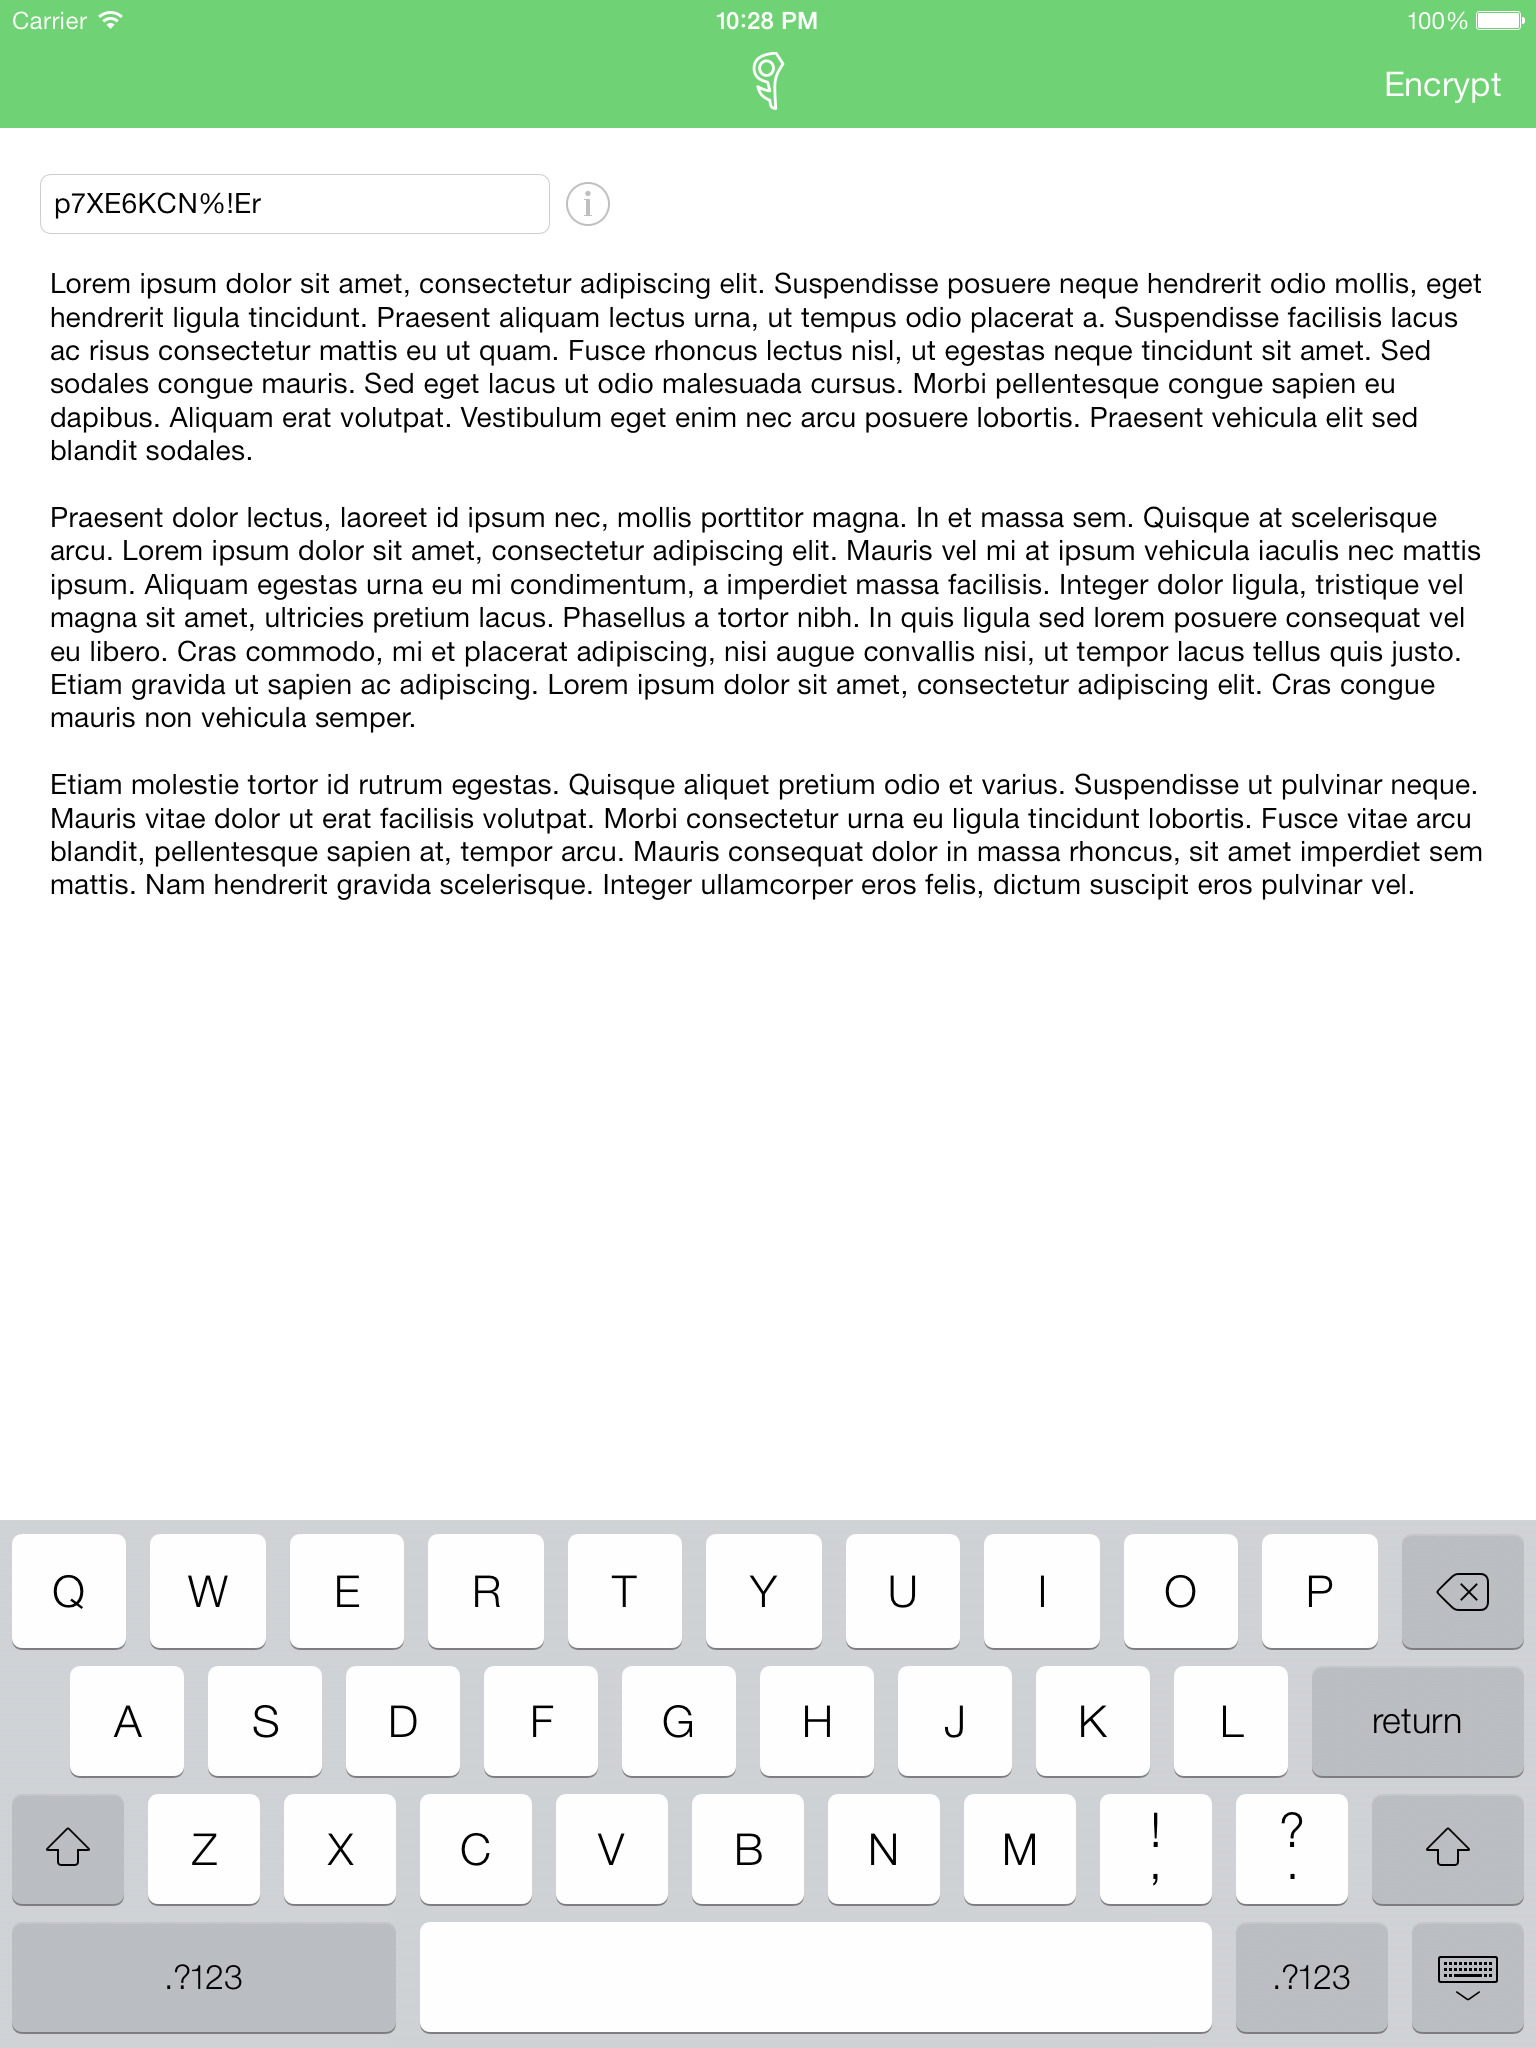 Carrier 10:28 PM 100%
Encrypt
p7XE6KCN%!Er i
Lorem ipsum dolor sit amet, consectetur adipiscing elit. Suspendisse posuere neque hendrerit odio mollis, eget
hendrerit ligula tincidunt. Praesent aliquam lectus urna, ut tempus odio placerat a. Suspendisse facilisis lacus
ac risus consectetur mattis eu ut quam. Fusce rhoncus lectus nisl, ut egestas neque tincidunt sit amet. Sed
sodales congue mauris. Sed eget lacus ut odio malesuada cursus. Morbi pellentesque congue sapien eu
dapibus. Aliquam erat volutpat. Vestibulum eget enim nec arcu posuere lobortis. Praesent vehicula elit sed
blandit sodales.
Praesent dolor lectus, laoreet id ipsum nec, mollis porttitor magna. In et massa sem. Quisque at scelerisque
arcu. Lorem ipsum dolor sit amet, consectetur adipiscing elit. Mauris vel mi at ipsum vehicula iaculis nec mattis
ipsum. Aliquam egestas urna eu mi condimentum, a imperdiet massa facilisis. Integer dolor ligula, tristique vel
magna sit amet, ultricies pretium lacus. Phasellus a tortor nibh. In quis ligula sed lorem posuere consequat vel
eu libero. Cras commodo, mi et placerat adipiscing, nisi augue convallis nisi, ut tempor lacus tellus quis justo.
Etiam gravida ut sapien ac adipiscing. Lorem ipsum dolor sit amet, consectetur adipiscing elit. Cras congue
mauris non vehicula semper.
Etiam molestie tortor id rutrum egestas. Quisque aliquet pretium odio et varius. Suspendisse ut pulvinar neque.
Mauris vitae dolor ut erat facilisis volutpat. Morbi consectetur urna eu ligula tincidunt lobortis. Fusce vitae arcu
blandit, pellentesque sapien at, tempor arcu. Mauris consequat dolor in massa rhoncus, sit amet imperdiet sem
mattis. Nam hendrerit gravida scelerisque. Integer ullamcorper eros felis, dictum suscipit eros pulvinar vel.
Q W E R T Y U I O P
A S D F G H J K L return
Z X C V B N M ! , ? .
.?123 .?123